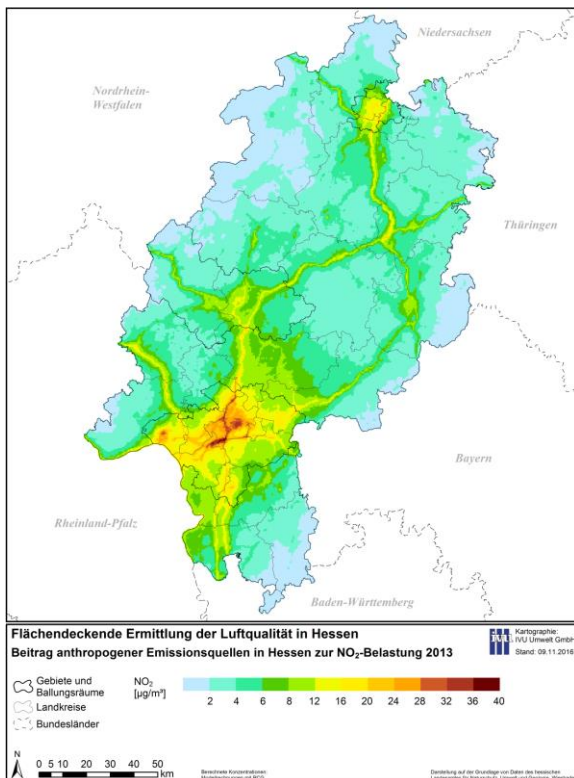 Niedersachsen
Nordrhein-
Westfalen
Thüringen
Bayern
Rheinland-Pfalz
Baden-Württemberg
Flächendeckende Ermittlung der Luftqualität in Hessen
Beitrag anthropogener Emissionsquellen in Hessen zur NO₂-Belastung 2013
IVU
Kartographie:
IVU Umwelt GmbH
Stand: 09.11.2016
Gebiete und
Ballungsräume
Landkreise
Bundesländer
NO₂
[µg/m³]
2 4 6 8 12 16 20 24 28 32 36 40
N
0 5 10 20 30 40 50
km
Berechnete Konzentrationen: